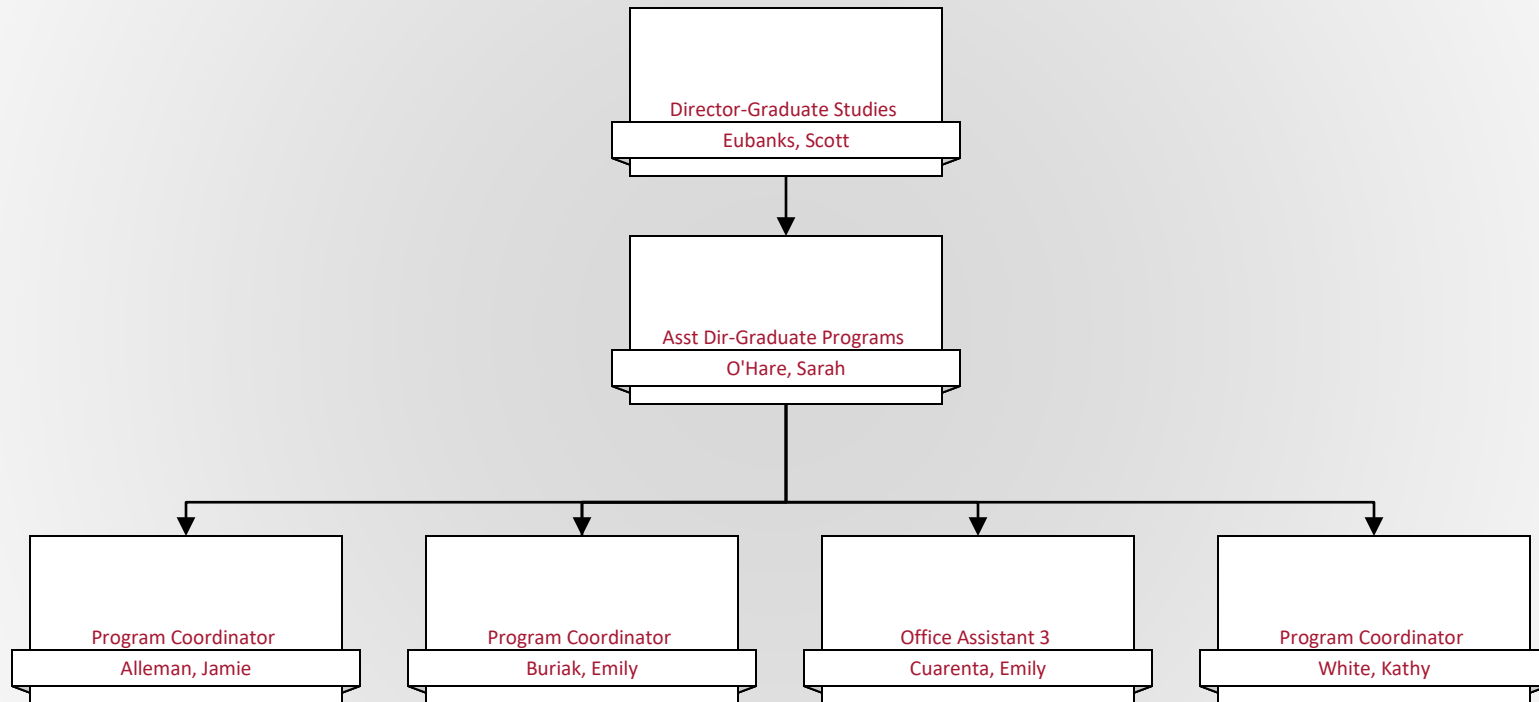 Director-Graduate Studies
Eubanks, Scott
Asst Dir-Graduate Programs
O'Hare, Sarah
Program Coordinator
Alleman, Jamie
Program Coordinator
Buriak, Emily
Office Assistant 3
Cuarenta, Emily
Program Coordinator
White, Kathy